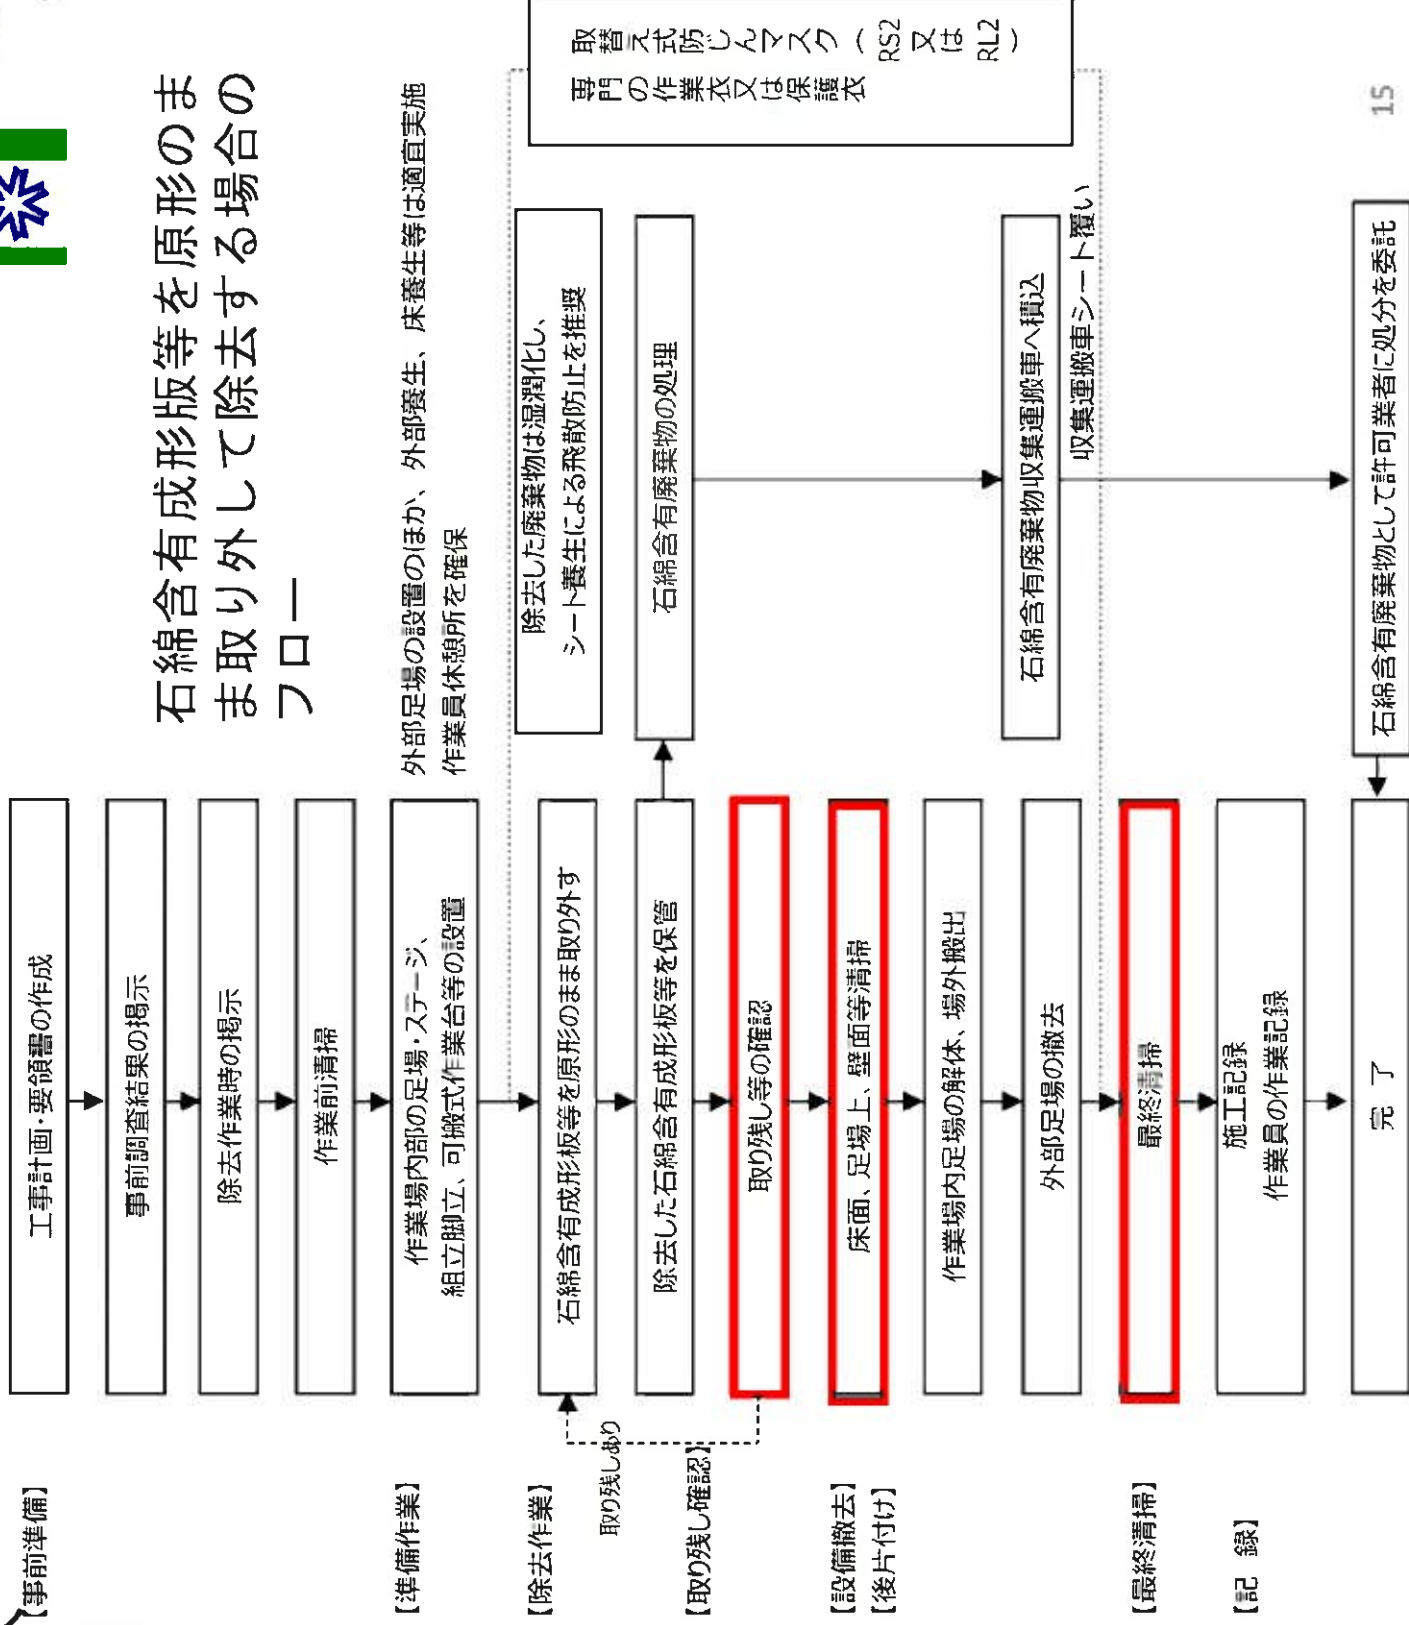 石綿含有成形版等を原形のま
ま取り外して除去する場合の
フロー
【事前準備】
工事計画・要領書の作成
事前調査結果の掲示
除去作業時の掲示
作業前清掃
【準備作業】
作業場内部の足場・ステージ、
組立脚立、可搬式作業台等の設置
外部足場の設置のほか、外部養生、床養生等は適宜実施
作業員休憩所を確保
【除去作業】
石綿含有成形板等を原形のまま取り外す
除去した廃棄物は湿潤化し、
シート養生による飛散防止を推奨
取替え式防じんマスク(RS2又はRL2)
専門の作業衣又は保護衣
取り残しあり
除去した石綿含有成形板等を保管
石綿含有廃棄物の処理
【取り残し確認】
取り残し等の確認
【設備撤去】
【後片付け】
床面、足場上、壁面等清掃
作業場内足場の解体、場外搬出
外部足場の撤去
石綿含有廃棄物収集運搬車へ積込
収集運搬車シート覆い
【最終清掃】
最終清掃
【記 録】
施工記録
作業員の作業記録
石綿含有廃棄物として許可業者に処分を委託
完 了
15